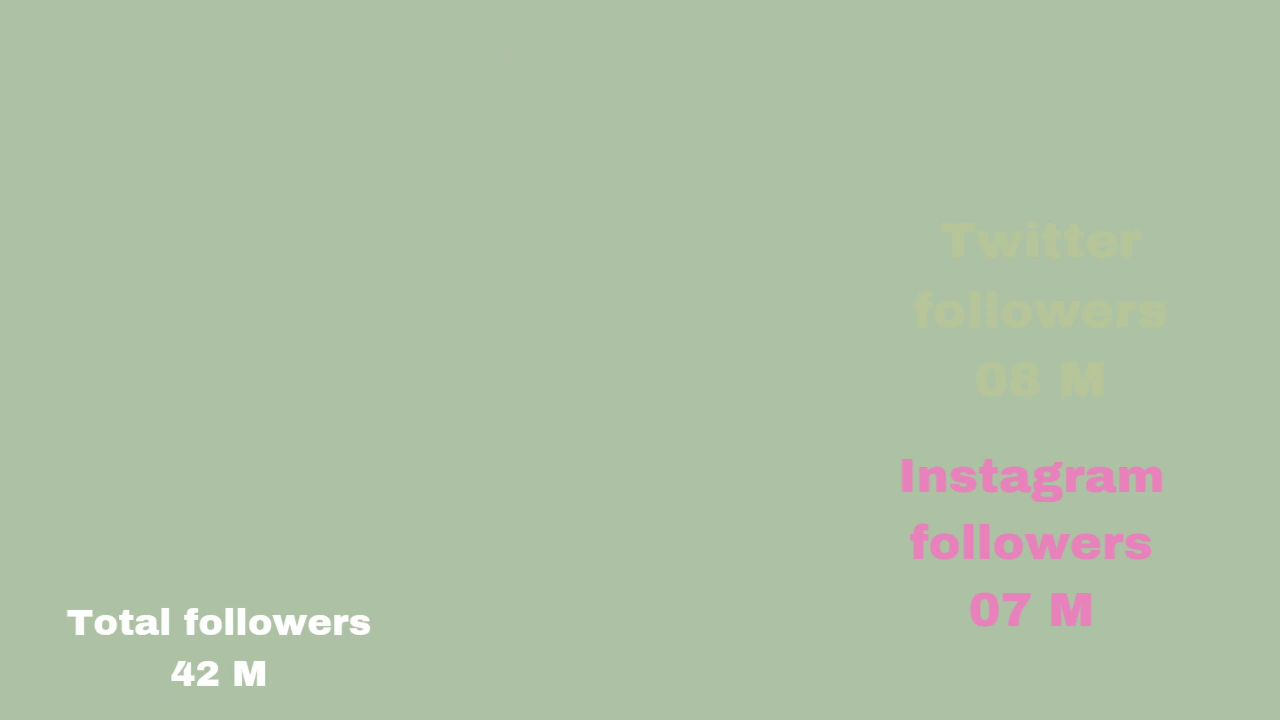 Twitter
followers
08 M
Instagram
followers
07 M
Total followers
42 M